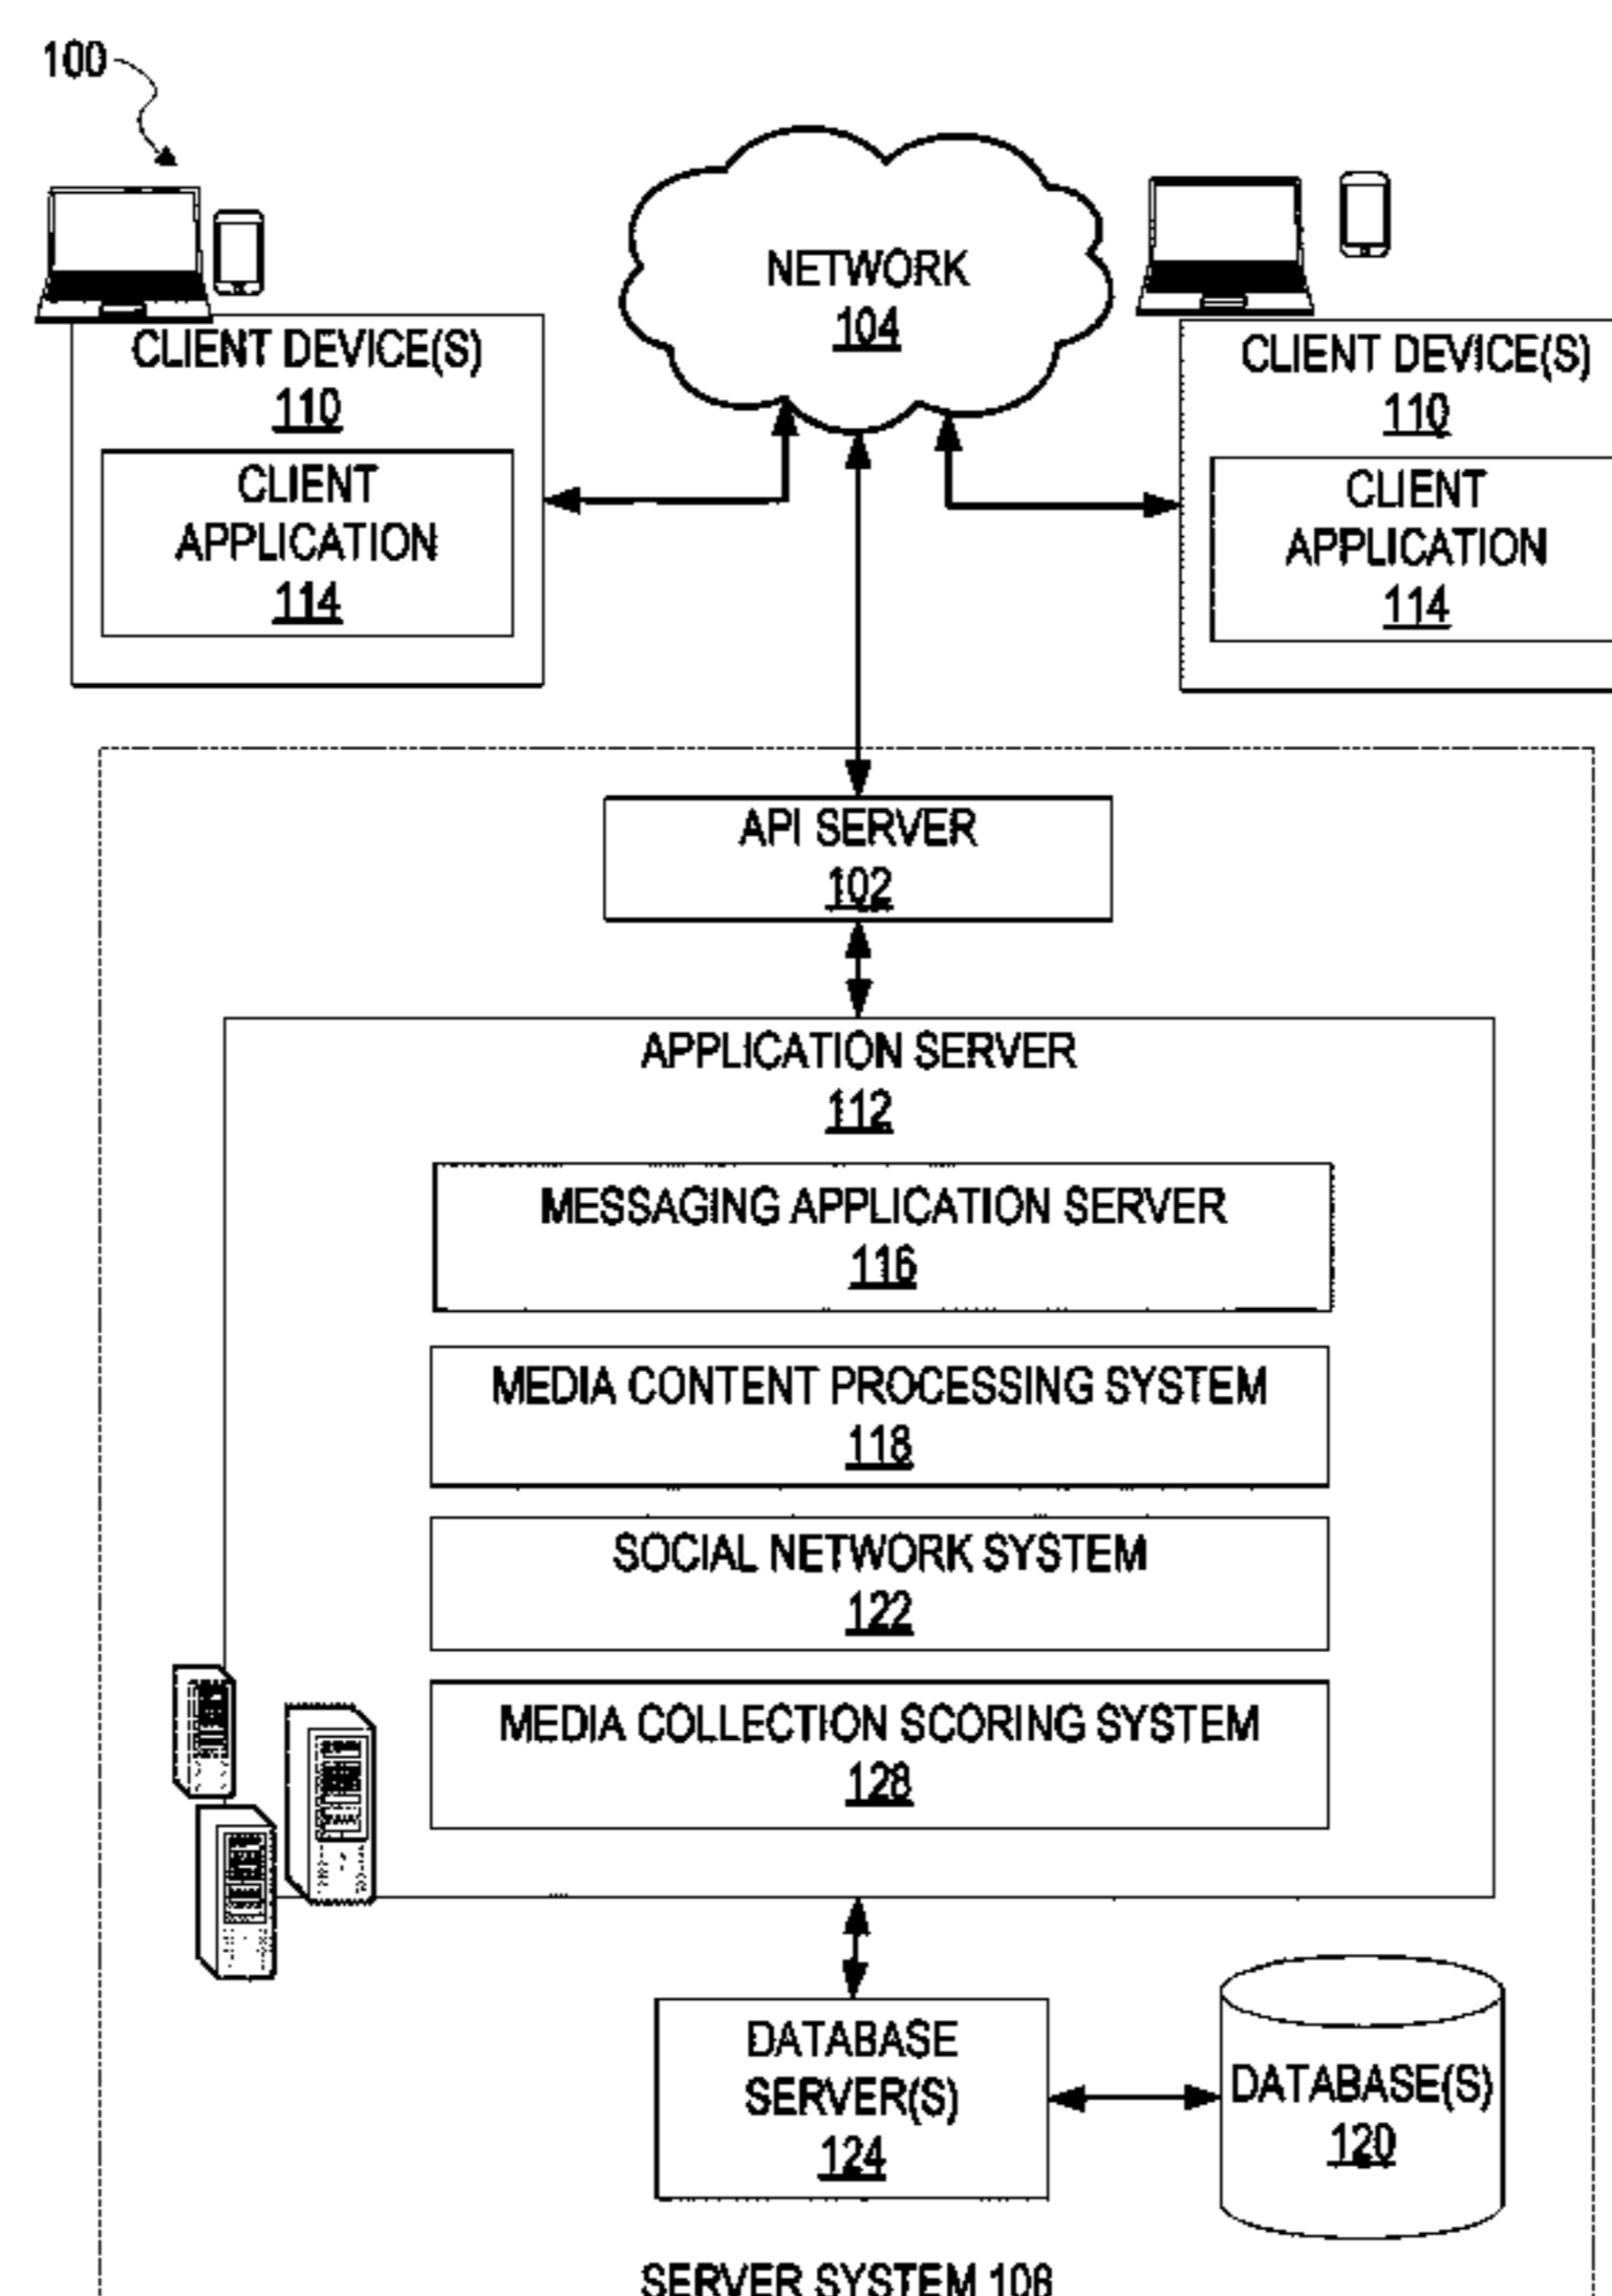 100
NETWORK
104
CLIENT DEVICE(S)
110
CLIENT
APPLICATION
114
CLIENT DEVICE(S)
110
CLIENT
APPLICATION
114
API SERVER
102
APPLICATION SERVER
112
MESSAGING APPLICATION SERVER
116
MEDIA CONTENT PROCESSING SYSTEM
118
SOCIAL NETWORK SYSTEM
122
MEDIA COLLECTION SCORING SYSTEM
128
DATABASE
SERVER(S)
124
DATABASE(S)
120
SERVER SYSTEM